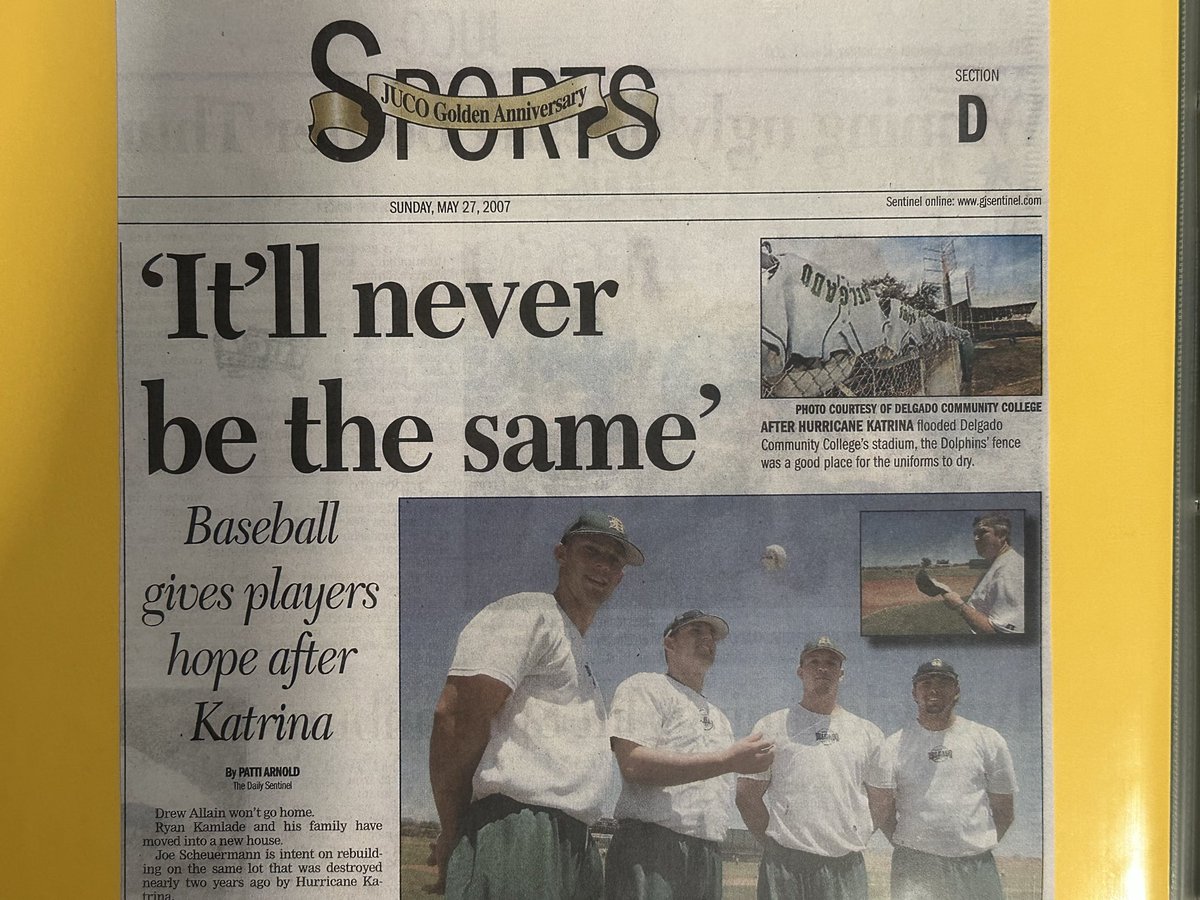 SPORTS
JUCO Golden Anniversary
SECTION
D
SUNDAY, MAY 27, 2007
Sentinel online: www.gjsentinel.com
‘It’ll never
be the same’
PHOTO COURTESY OF DELGADO COMMUNITY COLLEGE
AFTER HURRICANE KATRINA flooded Delgado
Community College’s stadium, the Dolphins’ fence
was a good place for the uniforms to dry.
Baseball
gives players
hope after
Katrina
By PATTI ARNOLD
The Daily Sentinel
Drew Allain won’t go home.
Ryan Kamlade and his family have
moved into a new house.
Joe Scheuermann is intent on rebuild-
ing on the same lot that was destroyed
nearly two years ago by Hurricane Ka-
trina.
DELGADO
D
DELGADO
DELGADO